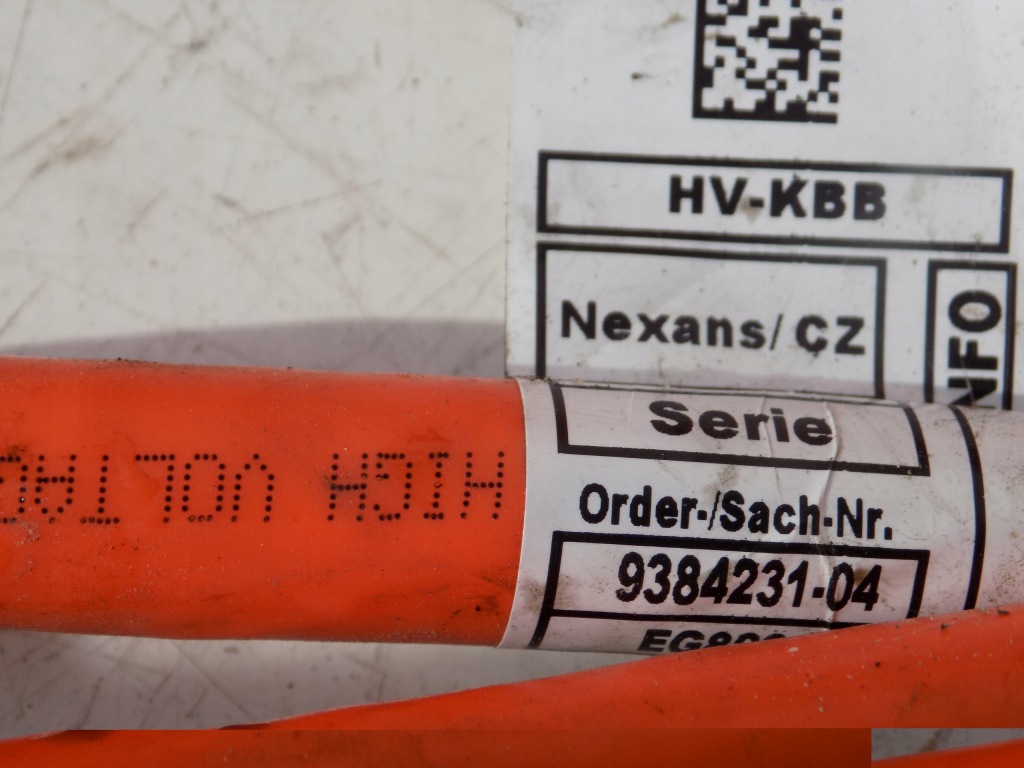 HV-KBB
Nexans/ CZ
NFO
Serie
HIGH VOLTAG
Order-/Sach-Nr.
9384231-04